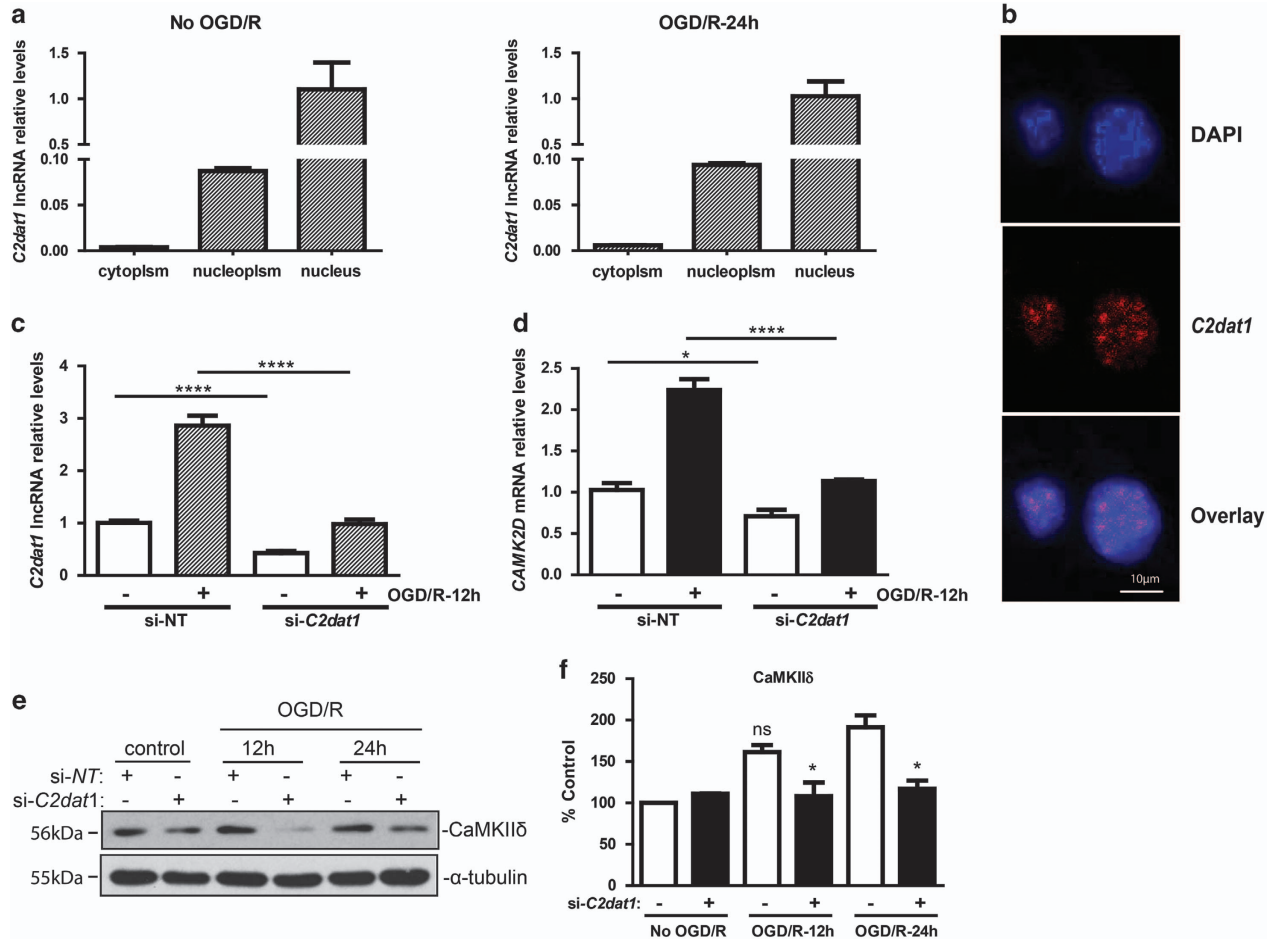 a
No OGD/R
C2dat1 lncRNA relative levels
1.5
1.0
0.5
0.10
0.05
0.00
cytoplsm nucleoplsm nucleus
OGD/R-24h
C2dat1 lncRNA relative levels
1.5
1.0
0.5
0.10
0.05
0.00
cytoplsm nucleoplsm nucleus
b
DAPI
C2dat1
Overlay
10μm
c
C2dat1 lncRNA relative levels
4
3
2
1
0
****
****
- + - + OGD/R-12h
si-NT si-C2dat1
d
CAMK2D mRNA relative levels
2.5
2.0
1.5
1.0
0.5
0.0
****
*
- + - + OGD/R-12h
si-NT si-C2dat1
e
OGD/R
control 12h 24h
si-NT: + - + - + -
si-C2dat1: - + - + - +
56kDa -CaMKIIδ
55kDa -α-tubulin
f
CaMKIIδ
% Control
250
200
150
100
50
0
ns
*
*
si-C2dat1: - + - + - +
No OGD/R OGD/R-12h OGD/R-24h